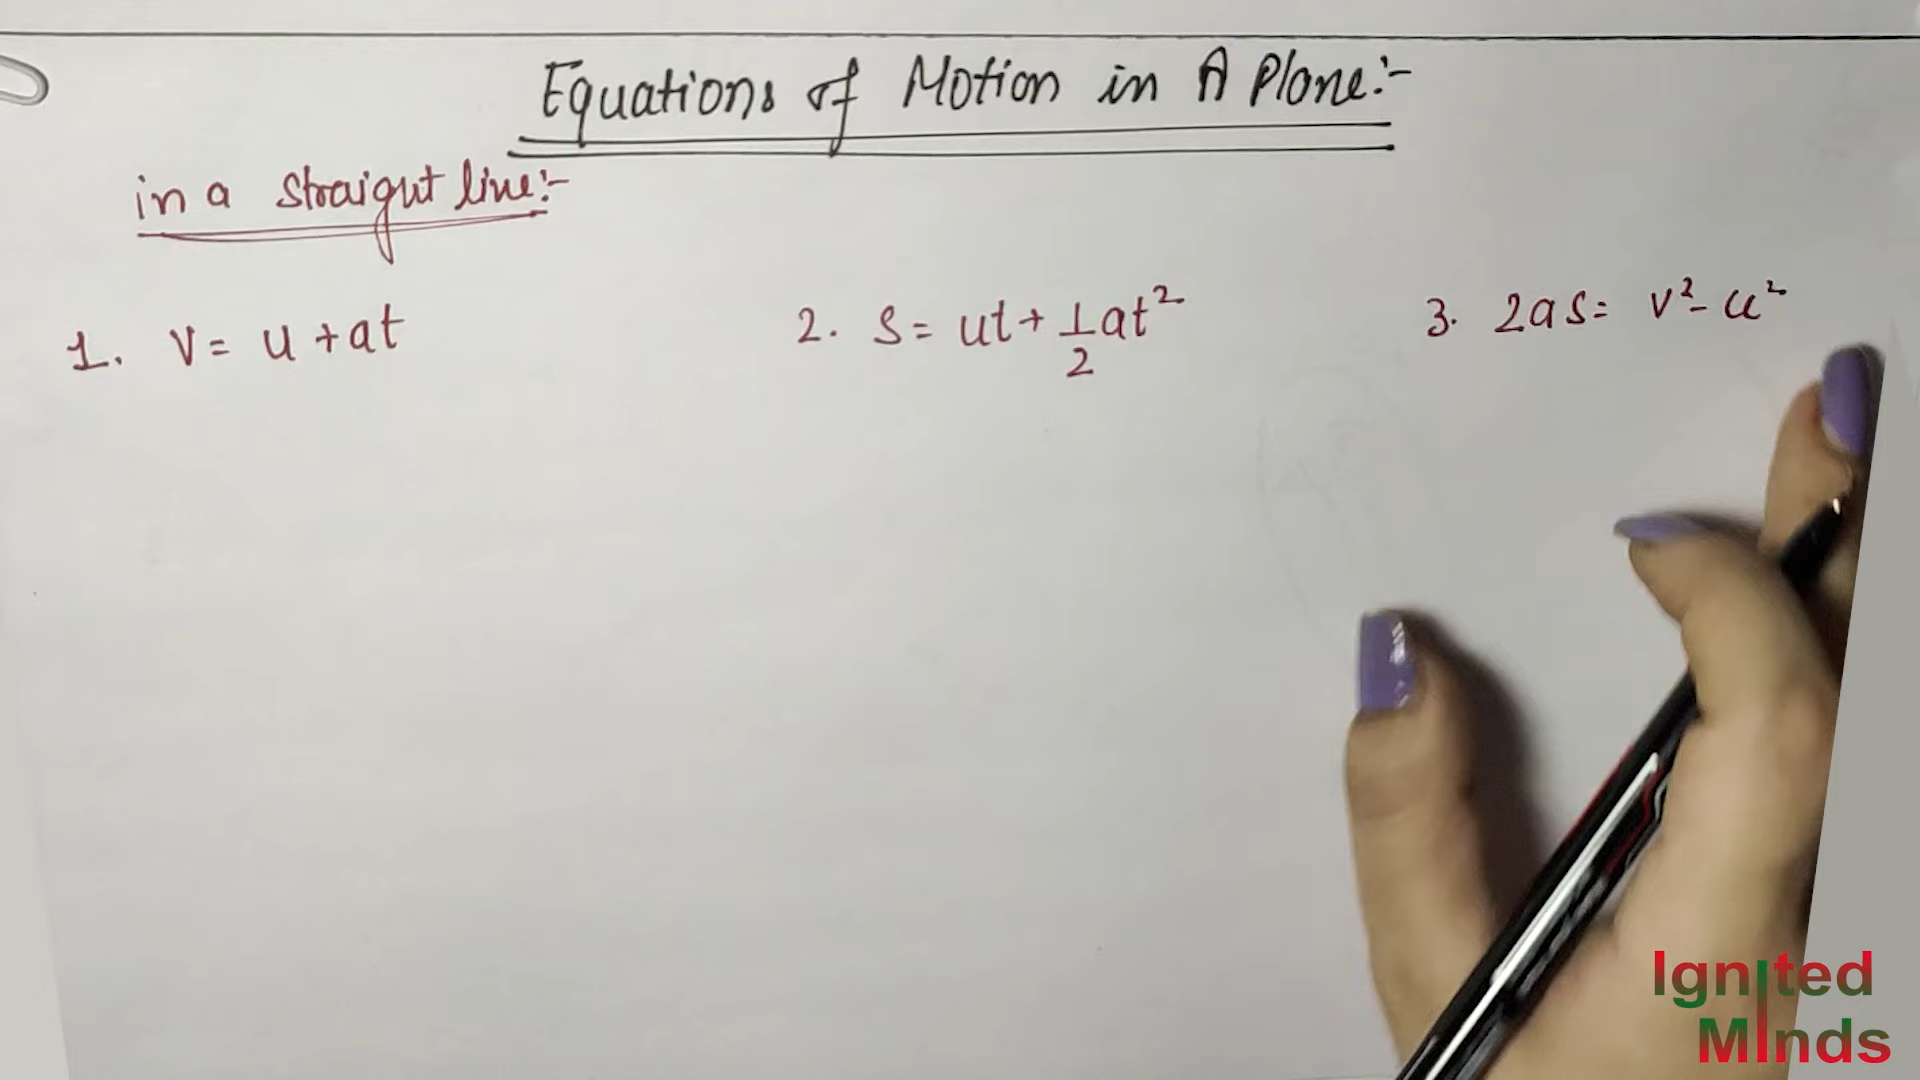 Equations of Motion in A Plane:-
in a straight line:-
1. v = u + at
2. S = ut + 1/2 at²
3. 2as = v² - u²
Ignited
Minds